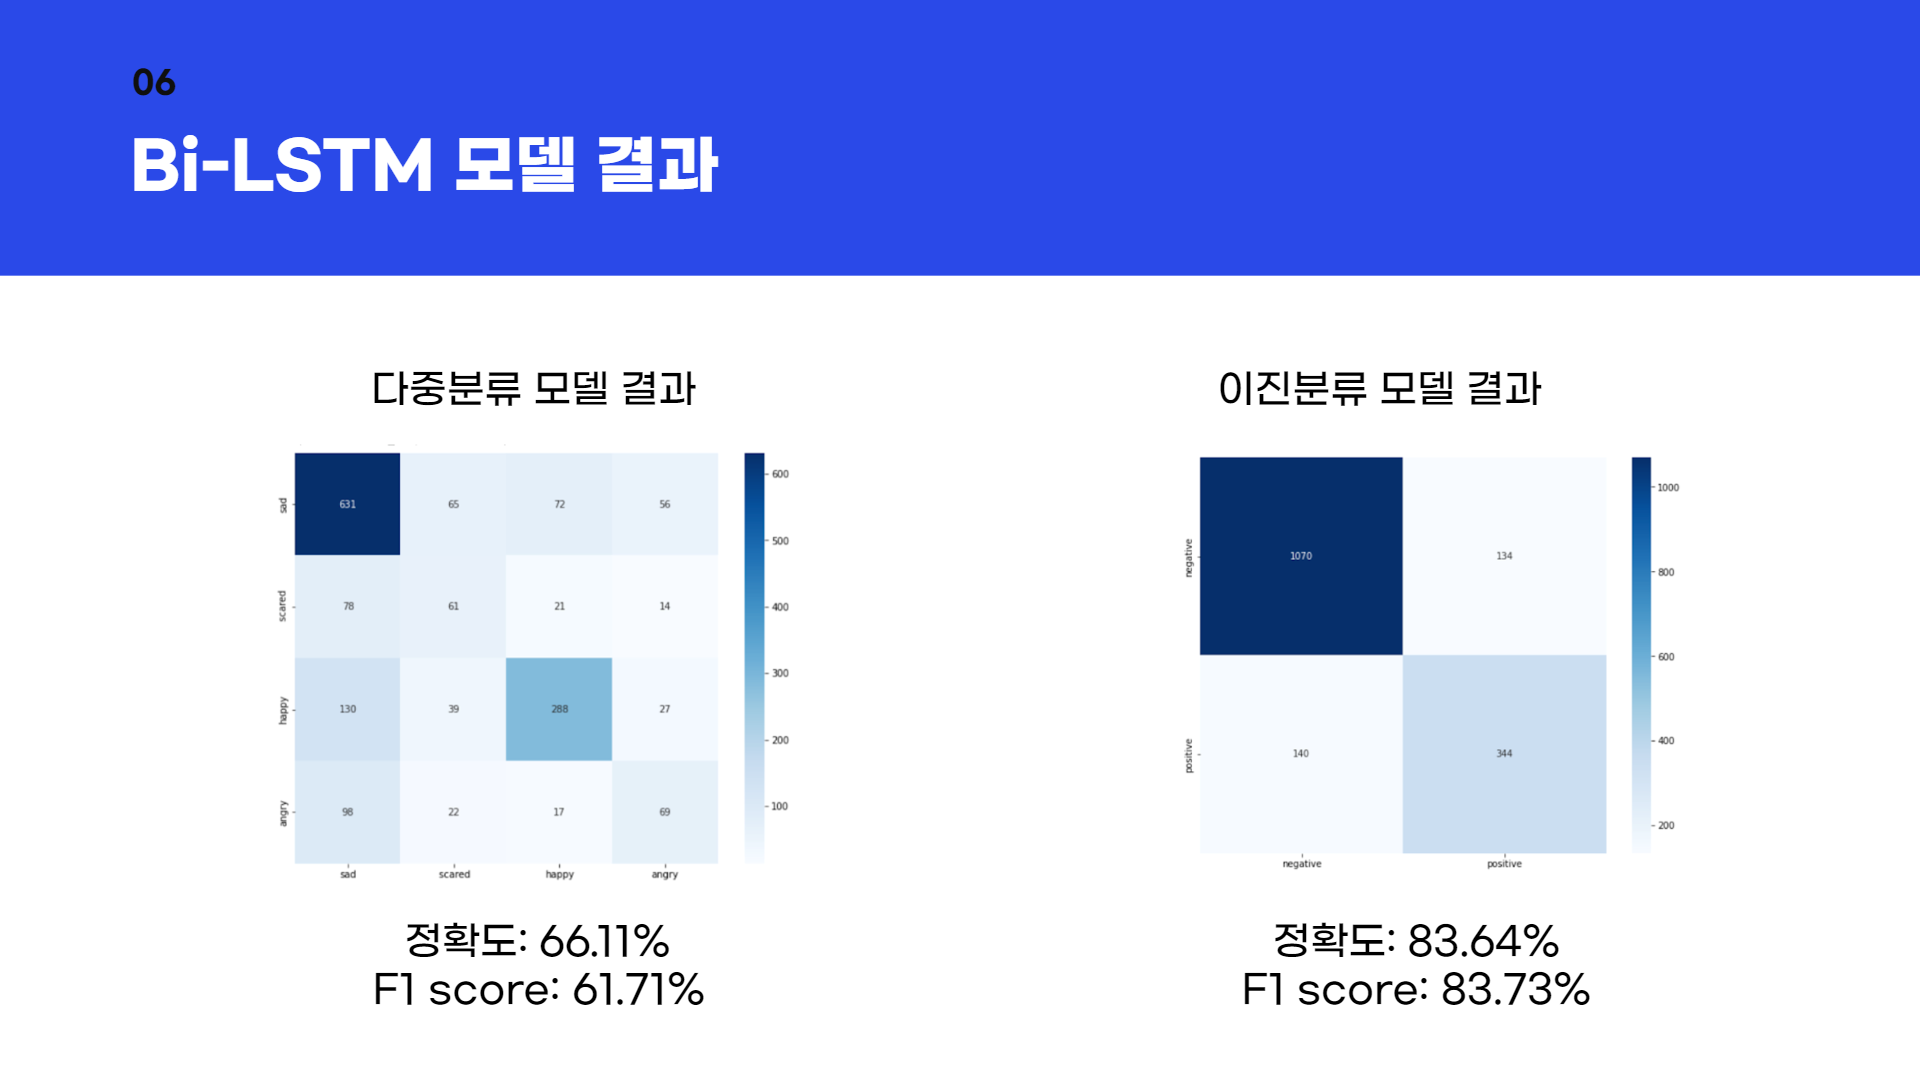 06
Bi-LSTM 모델 결과
다중분류 모델 결과
sad 631 65 72 56
scared 78 61 21 14
happy 130 39 288 27
angry 98 22 17 69
sad scared happy angry
600
500
400
300
200
100
정확도: 66.11%
F1 score: 61.71%
이진분류 모델 결과
negative 1070 134
positive 140 344
negative positive
1000
800
600
400
200
정확도: 83.64%
F1 score: 83.73%